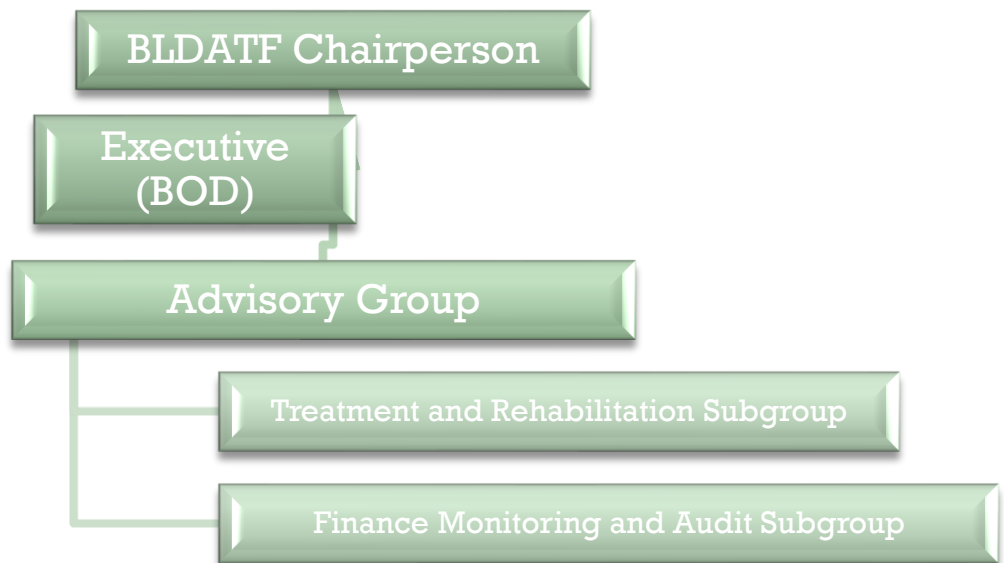 BLDATF Chairperson
Executive
(BOD)
Advisory Group
Treatment and Rehabilitation Subgroup
Finance Monitoring and Audit Subgroup